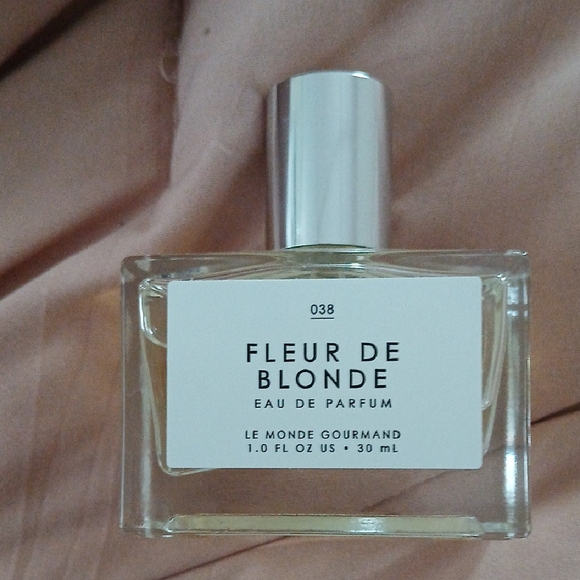 038
FLEUR DE
BLONDE
EAU DE PARFUM
LE MONDE GOURMAND
1.0 FL OZ US • 30 mL